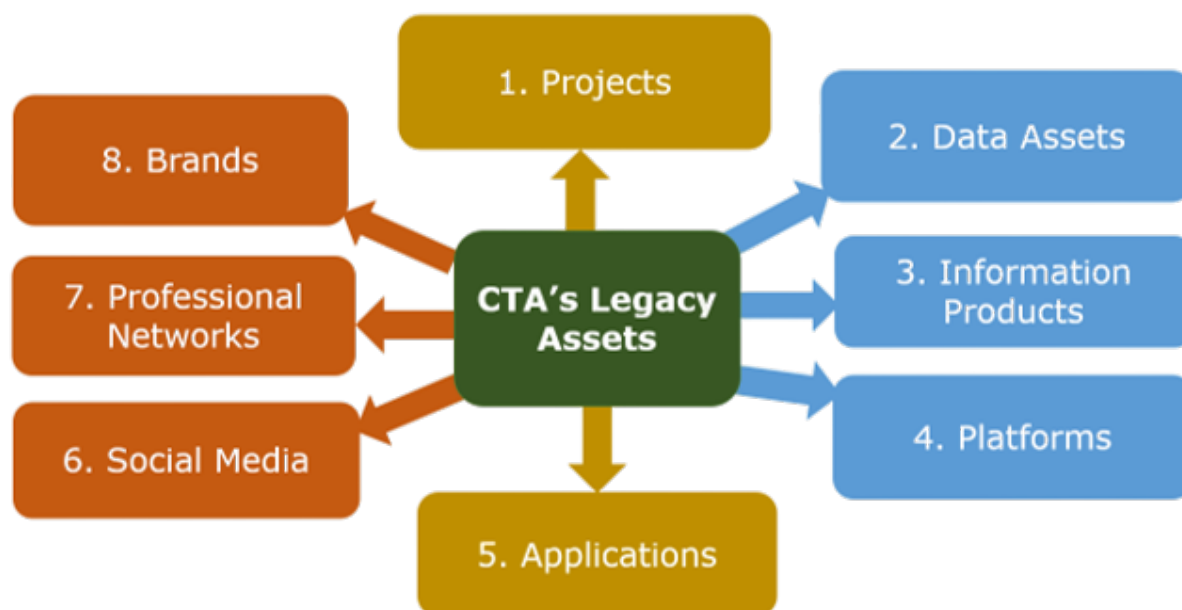 1. Projects
2. Data Assets
3. Information
Products
4. Platforms
5. Applications
6. Social Media
7. Professional
Networks
8. Brands
CTA’s Legacy
Assets